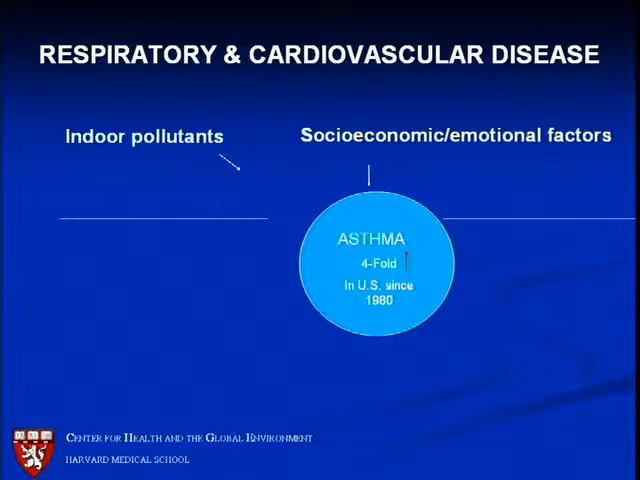 RESPIRATORY & CARDIOVASCULAR DISEASE
Indoor pollutants
Socioeconomic/emotional factors
ASTHMA
4-Fold
In U.S. since
1980
CENTER FOR HEALTH AND THE GLOBAL ENVIRONMENT
HARVARD MEDICAL SCHOOL